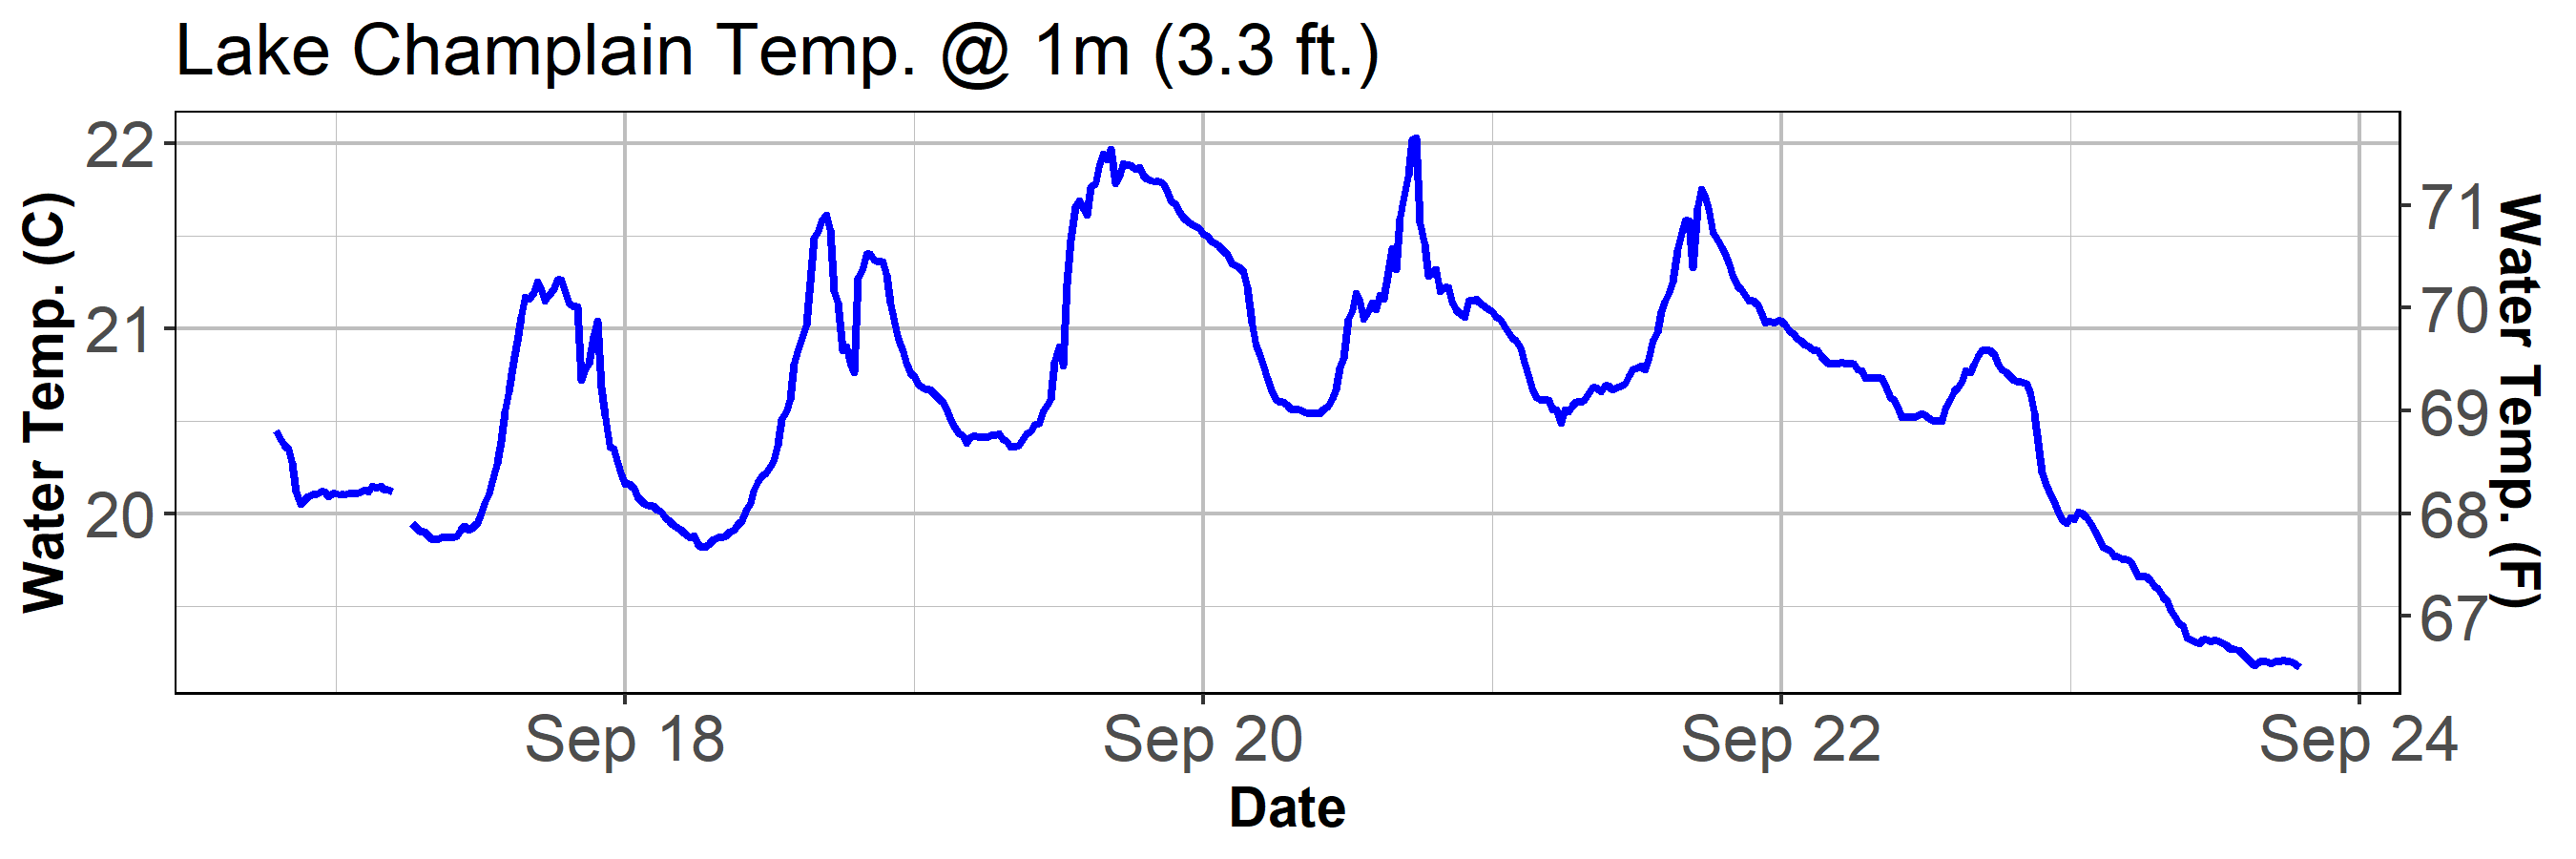 Lake Champlain Temp. @ 1m (3.3 ft.)
Water Temp. (C)
22
21
20
71
70
69
68
67
Water Temp. (F)
Sep 18 Sep 20 Sep 22 Sep 24
Date